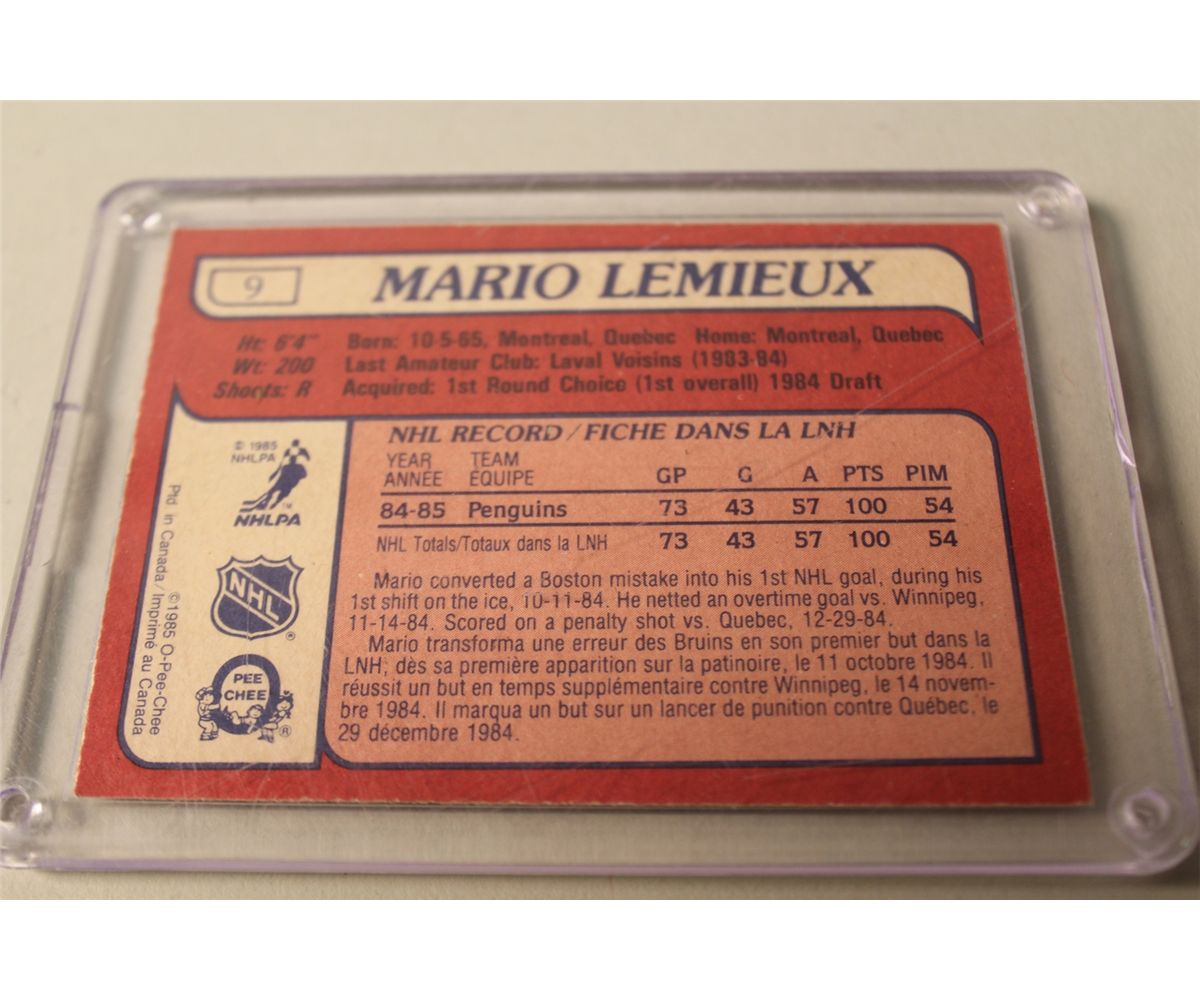 9
MARIO LEMIEUX
Ht: 6'4" Born: 10-5-65, Montreal, Quebec Home: Montreal, Quebec
Wt: 200 Last Amateur Club: Laval Voisins (1983-84)
Shoots: R Acquired: 1st Round Choice (1st overall) 1984 Draft
© 1985
NHLPA
TM
NHLPA
NHL
®
PEE
CHEE
®
Ptd. in Canada/Imprimé au Canada
©1985 O-Pee-Chee
NHL RECORD/FICHE DANS LA LNH
YEAR TEAM
ANNÉE ÉQUIPE GP G A PTS PIM
84-85 Penguins 73 43 57 100 54
NHL Totals/Totaux dans la LNH 73 43 57 100 54
Mario converted a Boston mistake into his 1st NHL goal, during his
1st shift on the ice, 10-11-84. He netted an overtime goal vs. Winnipeg,
11-14-84. Scored on a penalty shot vs. Quebec, 12-29-84.
Mario transforma une erreur des Bruins en son premier but dans la
LNH, dès sa première apparition sur la patinoire, le 11 octobre 1984. Il
réussit un but en temps supplémentaire contre Winnipeg, le 14 novem-
bre 1984. Il marqua un but sur un lancer de punition contre Québec, le
29 décembre 1984.